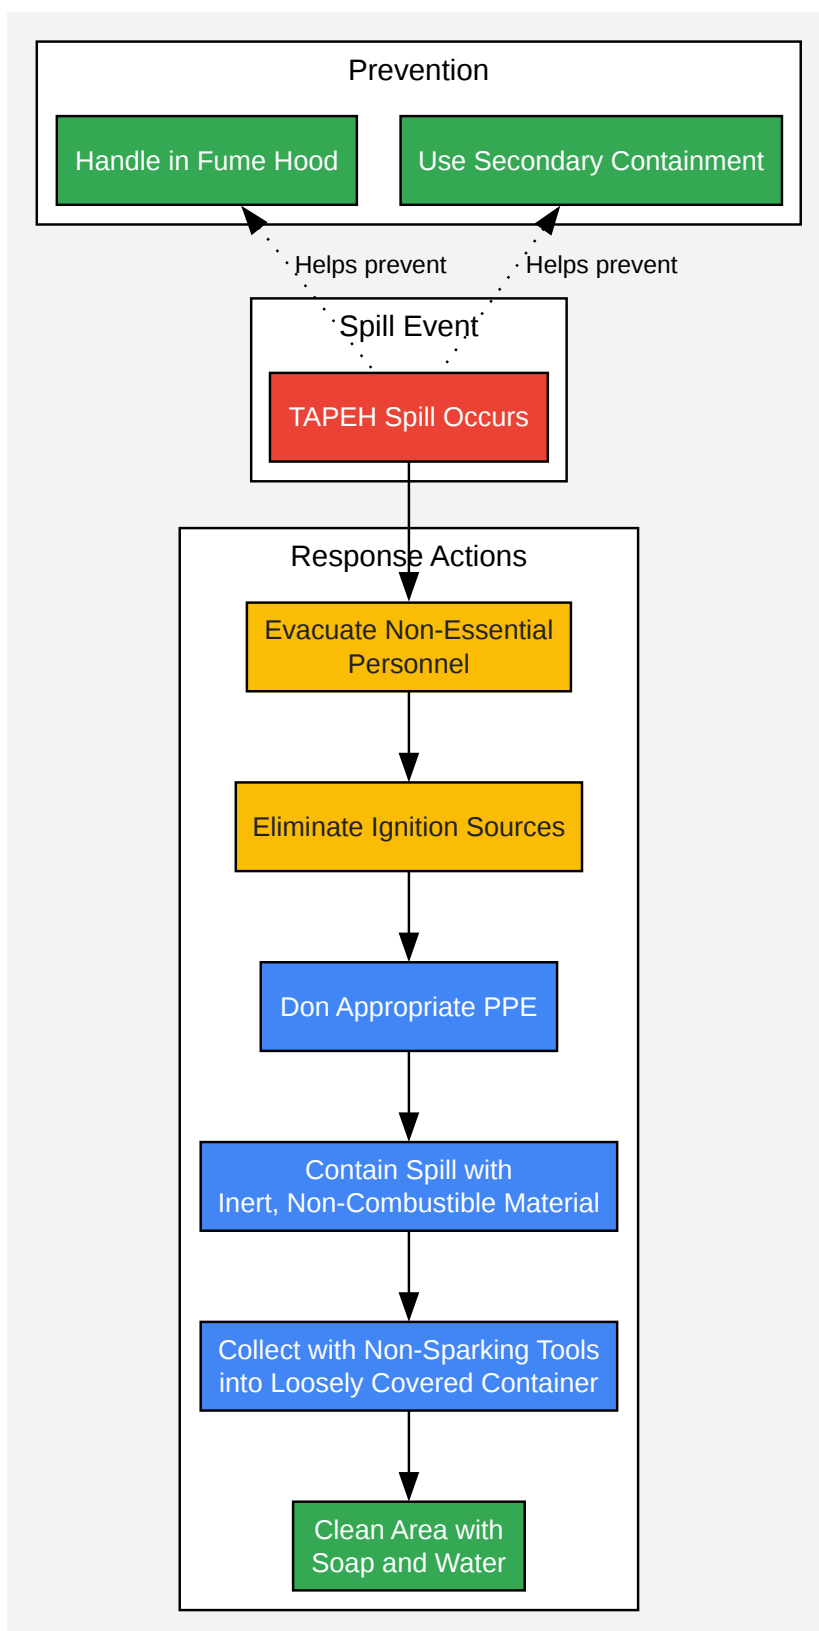 Prevention
Handle in Fume Hood
Use Secondary Containment
Helps prevent
Helps prevent
Spill Event
TAPEH Spill Occurs
Response Actions
Evacuate Non-Essential
Personnel
Eliminate Ignition Sources
Don Appropriate PPE
Contain Spill with
Inert, Non-Combustible Material
Collect with Non-Sparking Tools
into Loosely Covered Container
Clean Area with
Soap and Water